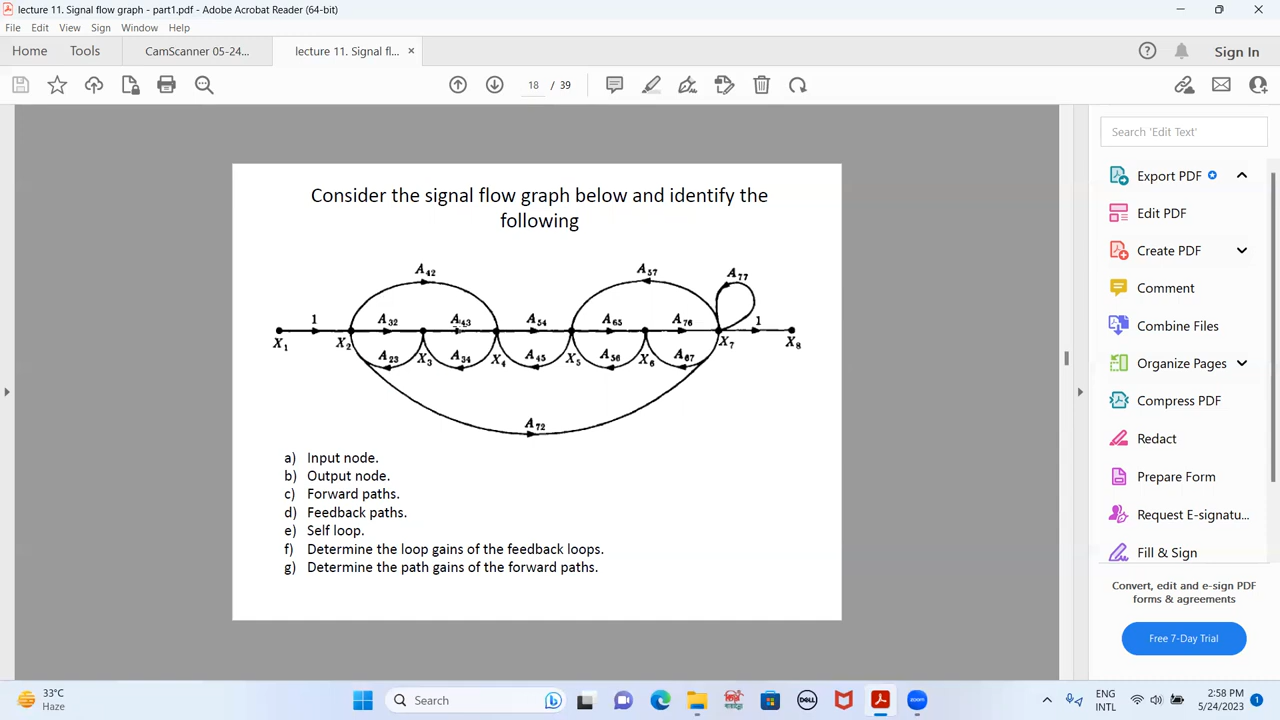 lecture 11. Signal flow graph - part1.pdf - Adobe Acrobat Reader (64-bit)
File Edit View Sign Window Help
Home Tools CamScanner 05-24... lecture 11. Signal fl... × Sign In
18 / 39
Search 'Edit Text'
Export PDF
Edit PDF
Create PDF
Comment
Combine Files
Organize Pages
Compress PDF
Redact
Prepare Form
Request E-signatu...
Fill & Sign
Convert, edit and e-sign PDF
forms & agreements
Free 7-Day Trial
Consider the signal flow graph below and identify the
following
A42 A57 A77
1 A32 A43 A54 A65 A76 1
X1 X2 A23 X3 A34 X4 A45 X5 A56 X6 A67 X7 X8
A72
a) Input node.
b) Output node.
c) Forward paths.
d) Feedback paths.
e) Self loop.
f) Determine the loop gains of the feedback loops.
g) Determine the path gains of the forward paths.
33°C
Haze
Search
DELL
zoom
ENG
INTL
2:58 PM
5/24/2023
1